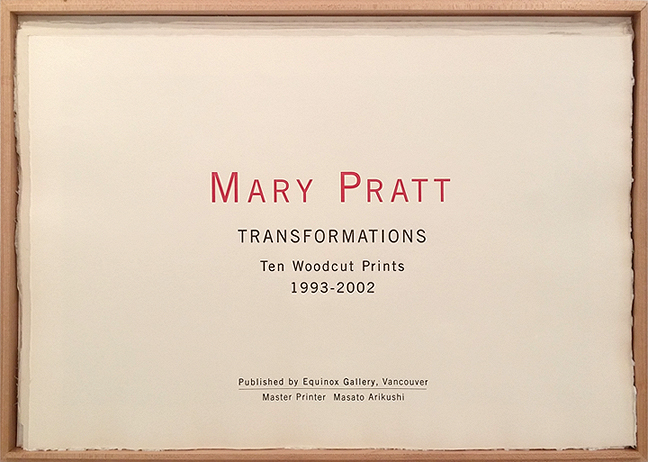 MARY PRATT
TRANSFORMATIONS
Ten Woodcut Prints
1993-2002
Published by Equinox Gallery, Vancouver
Master Printer Masato Arikushi